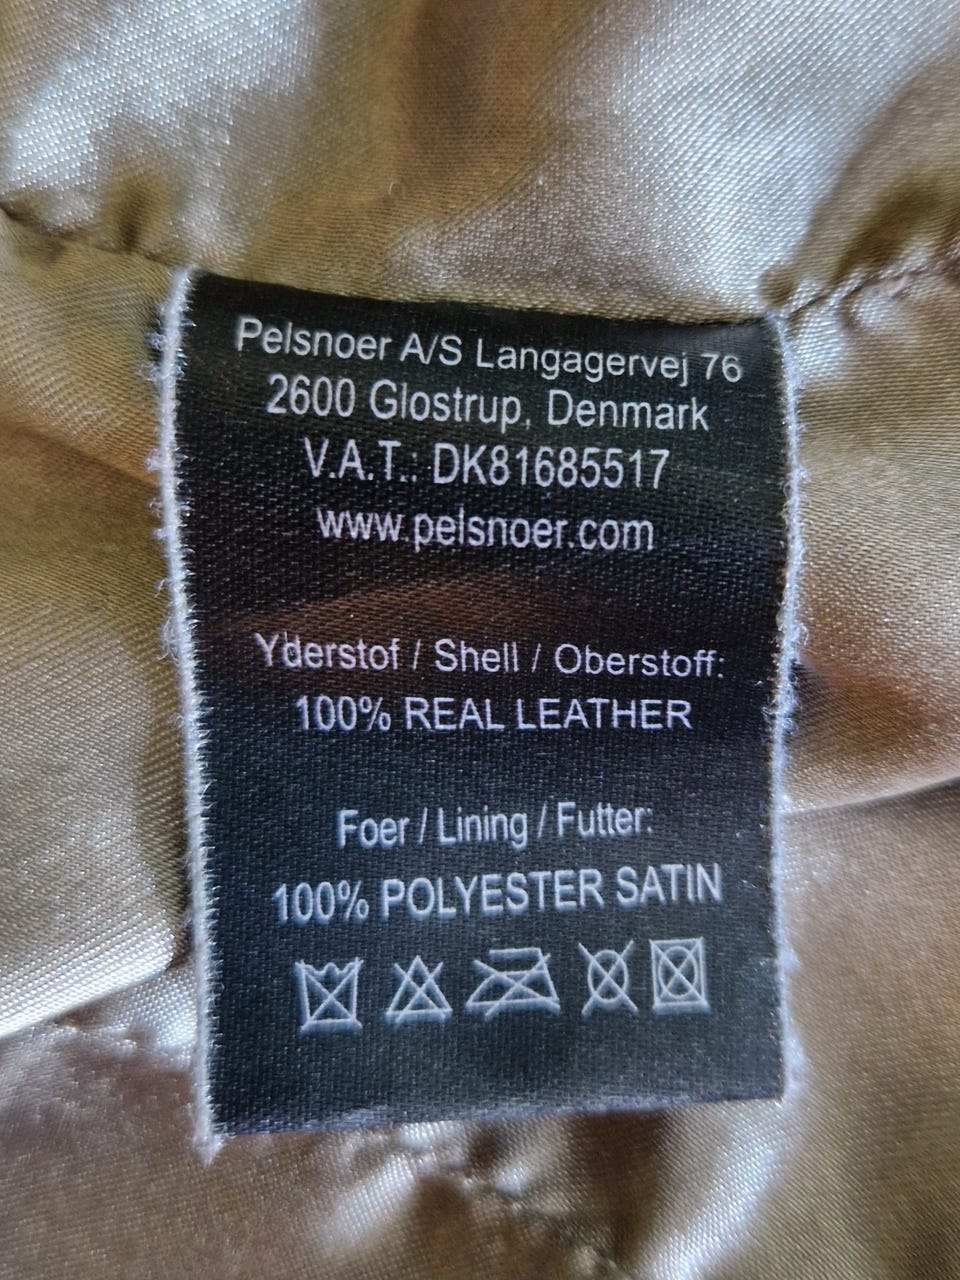 Pelsnoer A/S Langagervej 76
2600 Glostrup, Denmark
V.A.T.: DK81685517
www.pelsnoer.com
Yderstof / Shell / Oberstoff:
100% REAL LEATHER
Foer / Lining / Futter:
100% POLYESTER SATIN